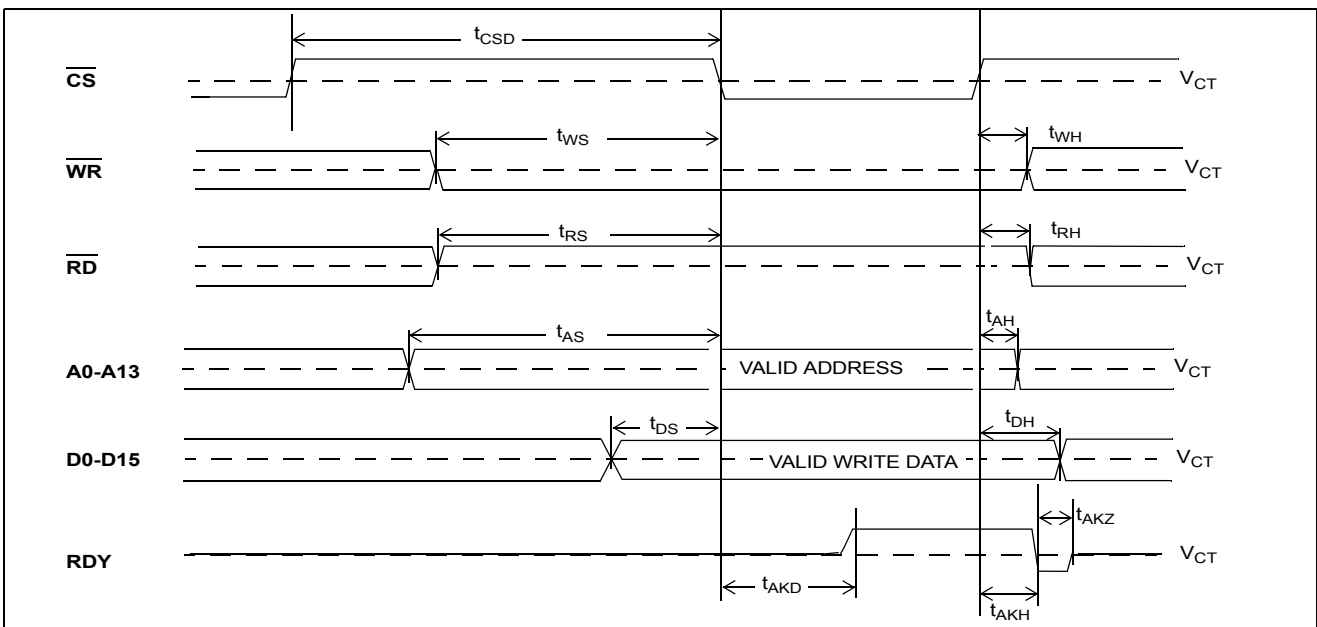 tCSD
CS VCT
tWS tWH
WR VCT
tRS tRH
RD VCT
tAS tAH
A0-A13 VALID ADDRESS VCT
tDS tDH
D0-D15 VALID WRITE DATA VCT
tAKZ
RDY VCT
tAKD tAKH